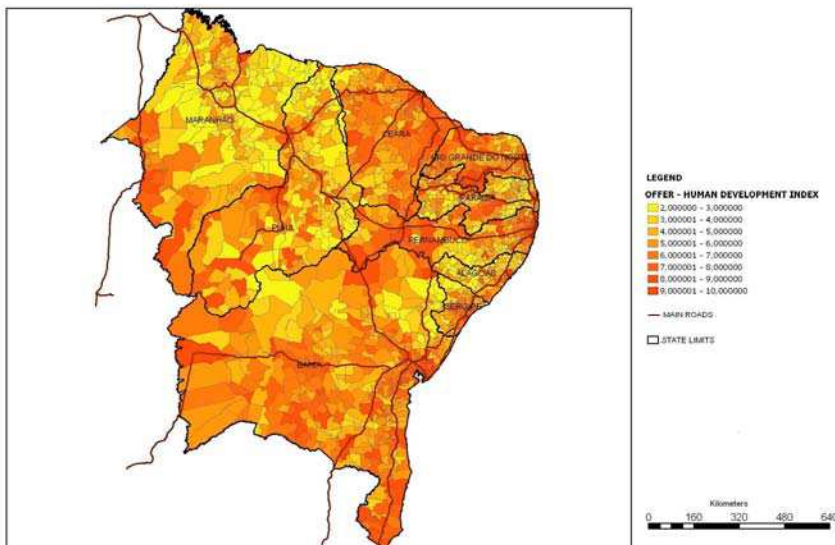 MARANHÃO
CEARÁ
RIO GRANDE DO NORTE
PARAÍBA
PIAUÍ
PERNAMBUCO
ALAGOAS
SERGIPE
BAHIA
LEGEND
OFFER - HUMAN DEVELOPMENT INDEX
2,000000 - 3,000000
3,000001 - 4,000000
4,000001 - 5,000000
5,000001 - 6,000000
6,000001 - 7,000000
7,000001 - 8,000000
8,000001 - 9,000000
9,000001 - 10,000000
MAIN ROADS
STATE LIMITS
Kilometers
0 160 320 480 640